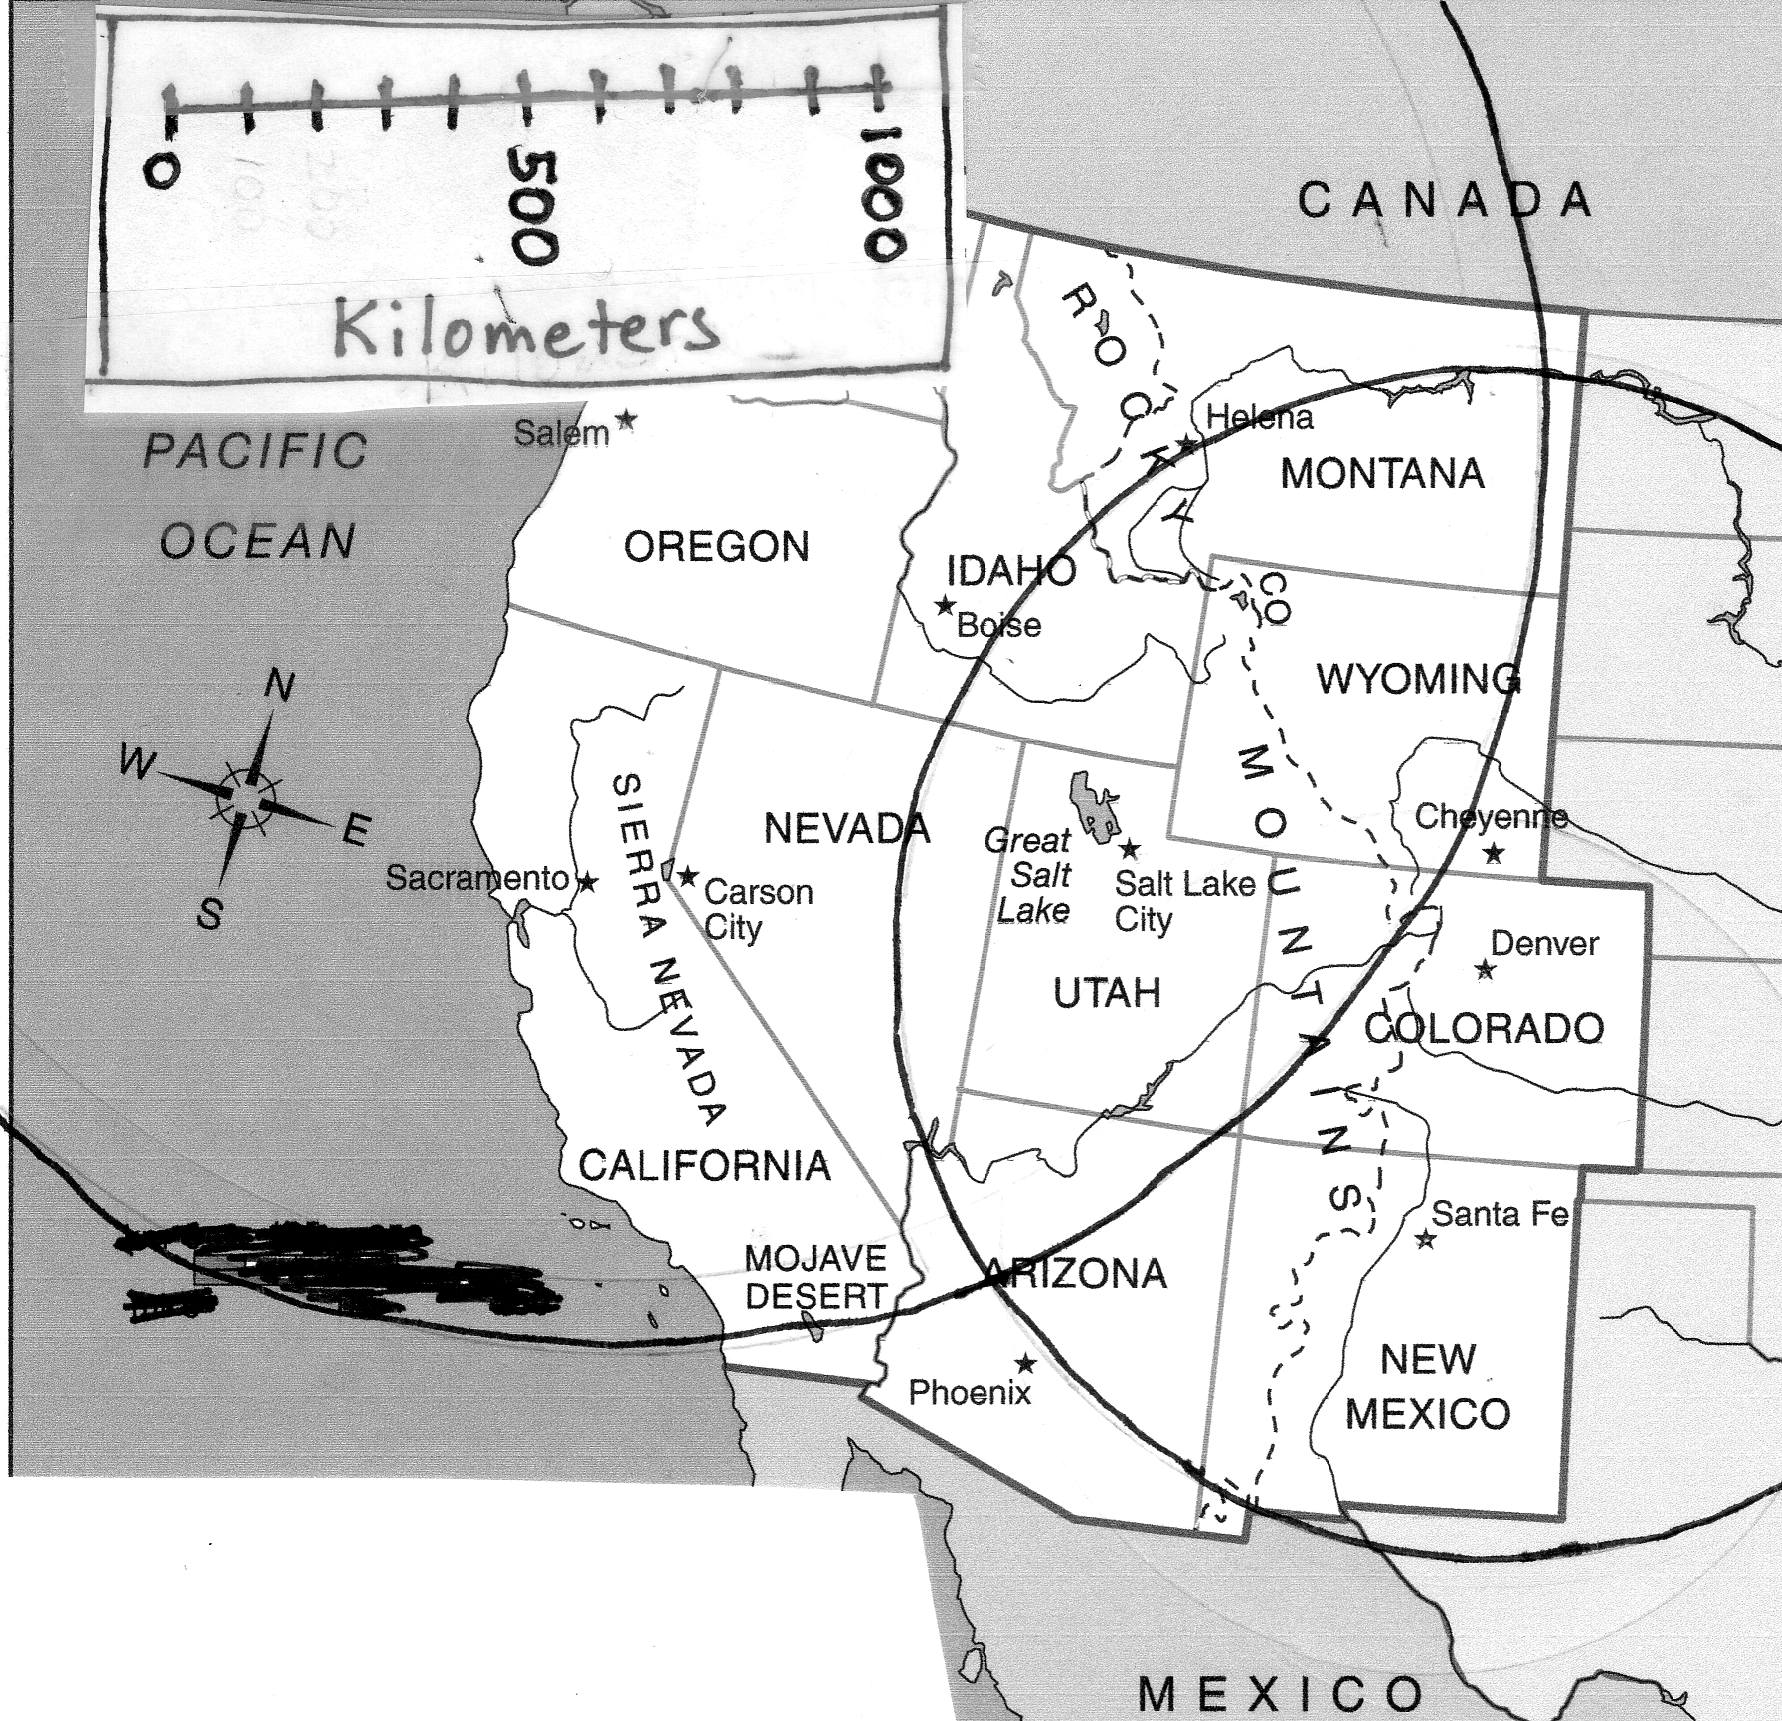 0
500
1000
Kilometers
CANADA
PACIFIC
OCEAN
Salem
Helena
MONTANA
ROCKY
OREGON
IDAHO
Boise
CO
WYOMING
MOUNTAINS
N
W
E
S
SIERRA NEVADA
NEVADA
Great
Salt
Lake
Salt Lake
City
Cheyenne
Sacramento
Carson
City
Denver
UTAH
COLORADO
CALIFORNIA
Santa Fe
MOJAVE
DESERT
ARIZONA
Phoenix
NEW
MEXICO
MEXICO